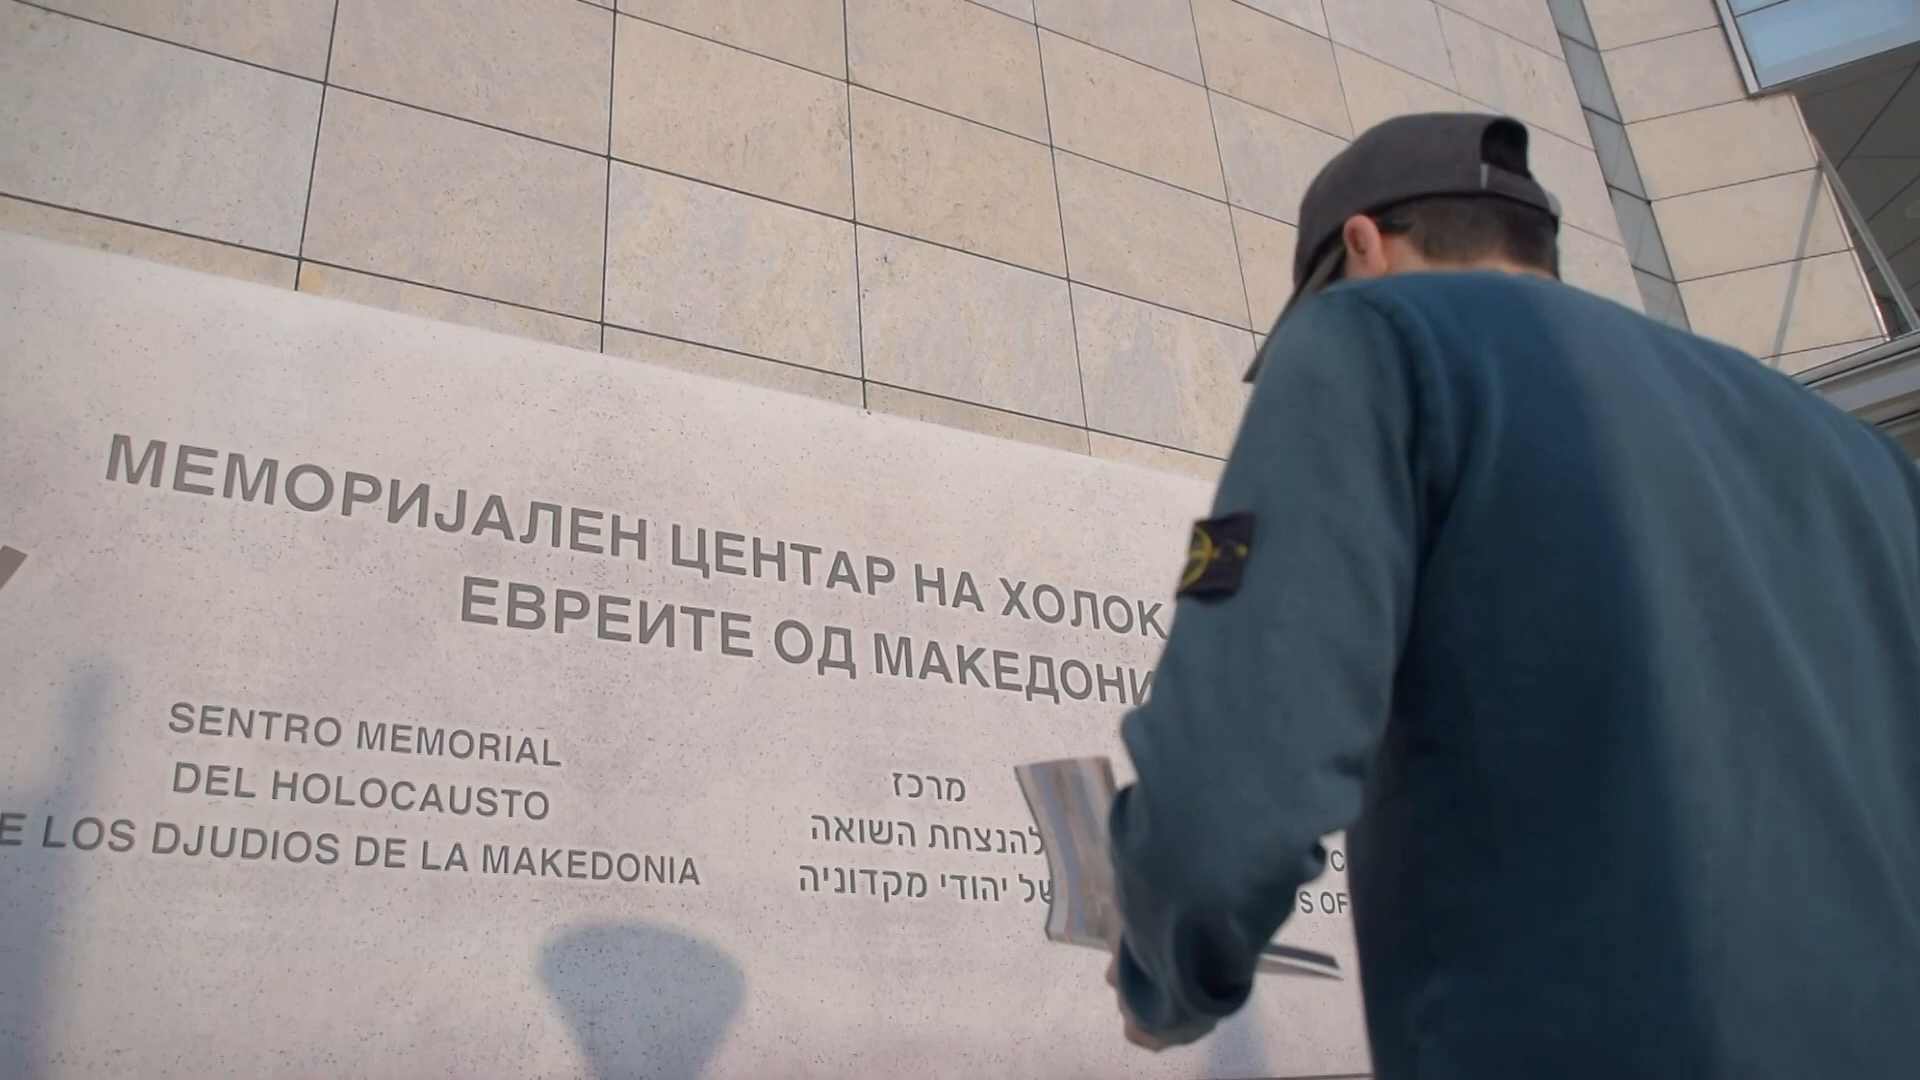 МЕМОРИЈАЛЕН ЦЕНТАР НА ХОЛОК
ЕВРЕИТЕ ОД МАКЕДОНИ
SENTRO MEMORIAL
DEL HOLOCAUSTO
E LOS DJUDIOS DE LA MAKEDONIA
מרכז
להנצחת השואה
של יהודי מקדוניה
OF